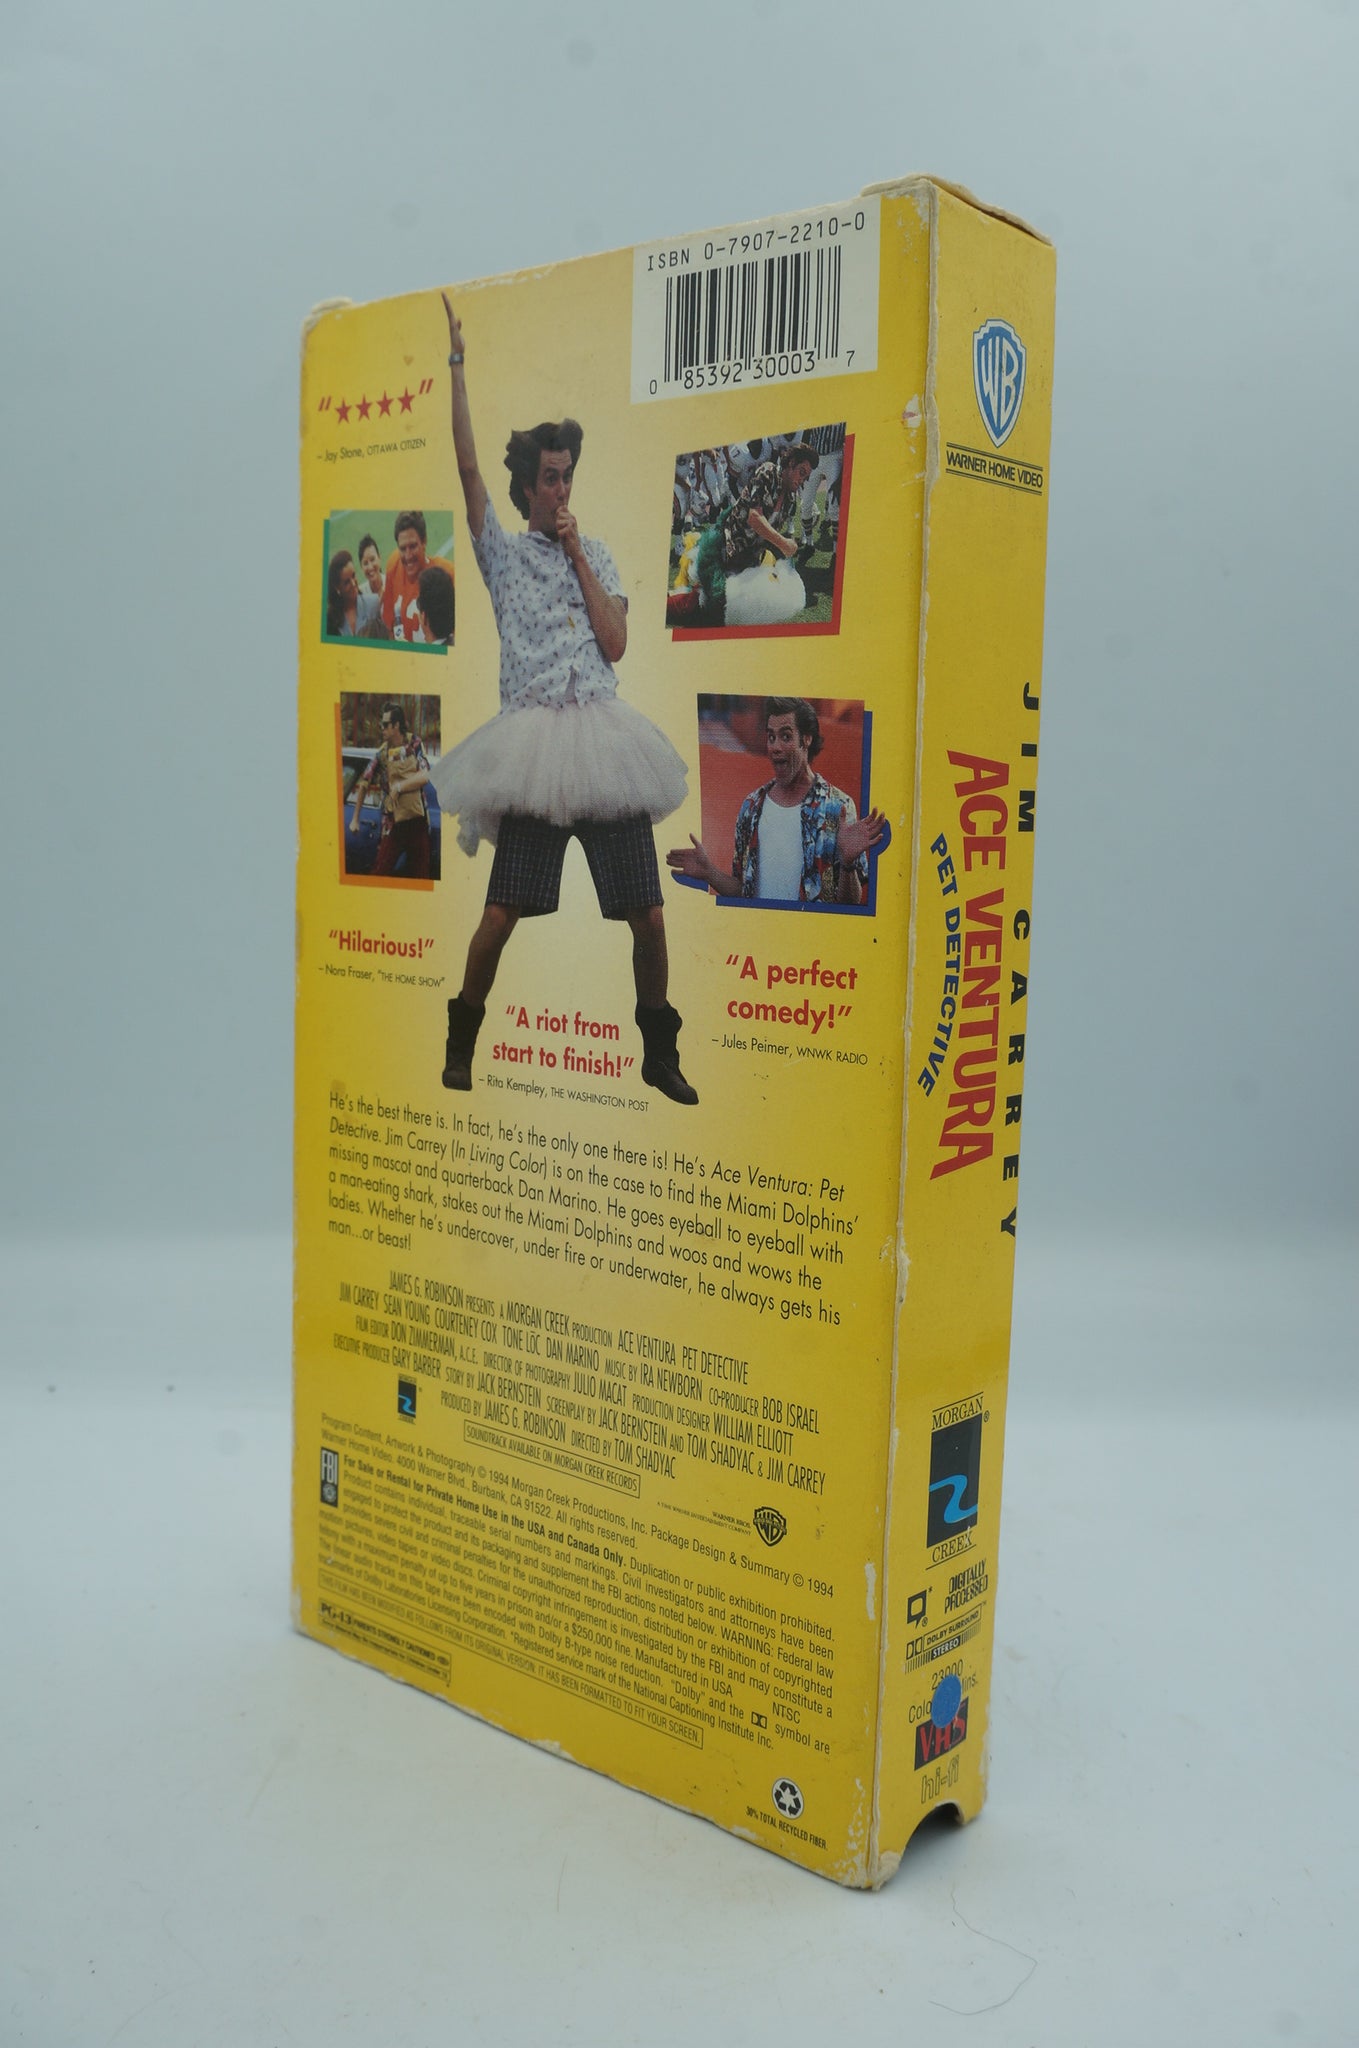 ISBN 0-7907-2210-0
0 85392 30003 7
"★★★★"
– Jay Stone, OTTAWA CITIZEN
"Hilarious!"
– Nora Fraser, "THE HOME SHOW"
"A riot from
start to finish!"
– Rita Kempley, THE WASHINGTON POST
"A perfect
comedy!"
– Jules Peimer, WNWK RADIO
He's the best there is. In fact, he's the only one there is! He's Ace Ventura: Pet
Detective. Jim Carrey (In Living Color) is on the case to find the Miami Dolphins'
missing mascot and quarterback Dan Marino. He goes eyeball to eyeball with
a man-eating shark, stakes out the Miami Dolphins and woos and wows the
ladies. Whether he's undercover, under fire or underwater, he always gets his
man...or beast!
JAMES G. ROBINSON PRESENTS A MORGAN CREEK PRODUCTION ACE VENTURA PET DETECTIVE
JIM CARREY SEAN YOUNG COURTENEY COX TONE LŌC DAN MARINO MUSIC BY IRA NEWBORN CO-PRODUCER BOB ISRAEL
FILM EDITOR DON ZIMMERMAN, A.C.E. DIRECTOR OF PHOTOGRAPHY JULIO MACAT PRODUCTION DESIGNER WILLIAM ELLIOTT
EXECUTIVE PRODUCER GARY BARBER STORY BY JACK BERNSTEIN SCREENPLAY BY JACK BERNSTEIN AND TOM SHADYAC & JIM CARREY
PRODUCED BY JAMES G. ROBINSON DIRECTED BY TOM SHADYAC
MORGAN CREEK
SOUNDTRACK AVAILABLE ON MORGAN CREEK RECORDS
WARNER BROS.
A TIME WARNER ENTERTAINMENT COMPANY
Program Content, Artwork & Photography © 1994 Morgan Creek Productions, Inc. Package Design & Summary © 1994
Warner Home Video. 4000 Warner Blvd., Burbank, CA 91522. All rights reserved.
FBI
For Sale or Rental for Private Home Use in the USA and Canada Only. Duplication or public exhibition prohibited.
Product contains individual, traceable serial numbers and markings. Civil investigators and attorneys have been
engaged to protect the product and its packaging and supplement the FBI actions noted below. WARNING: Federal law
provides severe civil and criminal penalties for the unauthorized reproduction, distribution or exhibition of copyrighted
motion pictures, video tapes or video discs. Criminal copyright infringement is investigated by the FBI and may constitute a
felony with a maximum penalty of up to five years in prison and/or a $250,000 fine. Manufactured in USA NTSC
The linear audio tracks on this tape have been encoded with Dolby B-type noise reduction. "Dolby" and the symbol are
trademarks of Dolby Laboratories Licensing Corporation. *Registered service mark of the National Captioning Institute Inc.
THIS FILM HAS BEEN MODIFIED AS FOLLOWS FROM ITS ORIGINAL VERSION: IT HAS BEEN FORMATTED TO FIT YOUR SCREEN.
PG-13 PARENTS STRONGLY CAUTIONED
30% TOTAL RECYCLED FIBER.
WB
WARNER HOME VIDEO
JIM CARREY
ACE VENTURA
PET DETECTIVE
MORGAN
CREEK
DIGITALLY
PROCESSED
DOLBY SURROUND
STEREO
23000
VHS
hi-fi